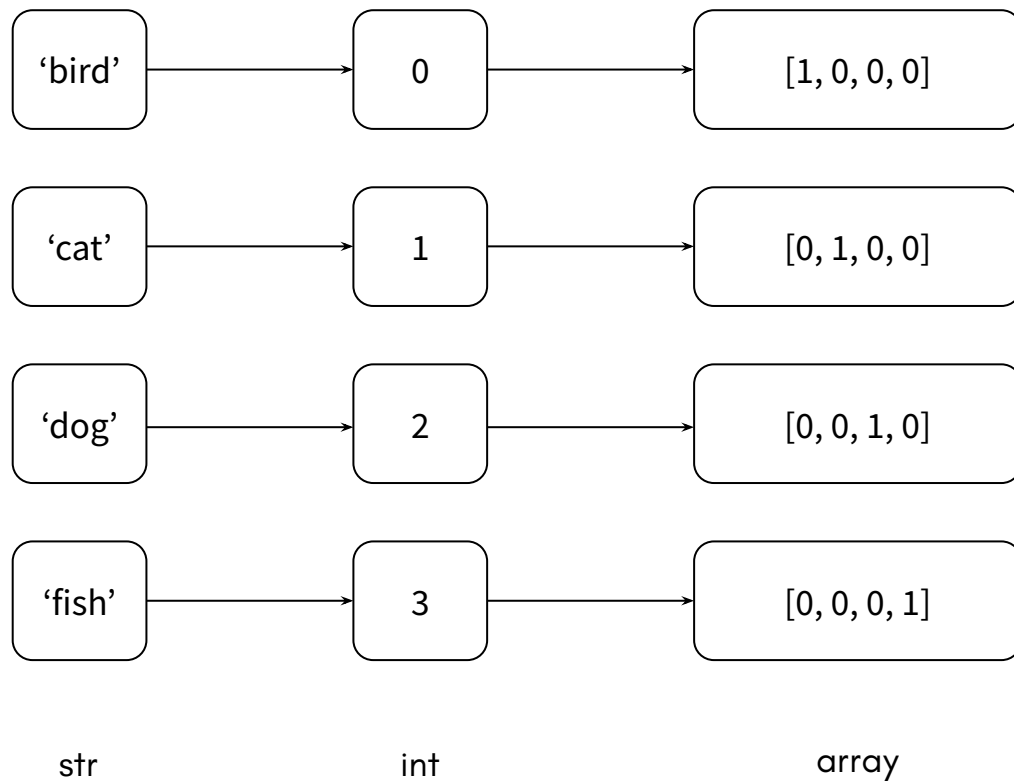 ‘bird’ 0 [1, 0, 0, 0]
‘cat’ 1 [0, 1, 0, 0]
‘dog’ 2 [0, 0, 1, 0]
‘fish’ 3 [0, 0, 0, 1]
str int array